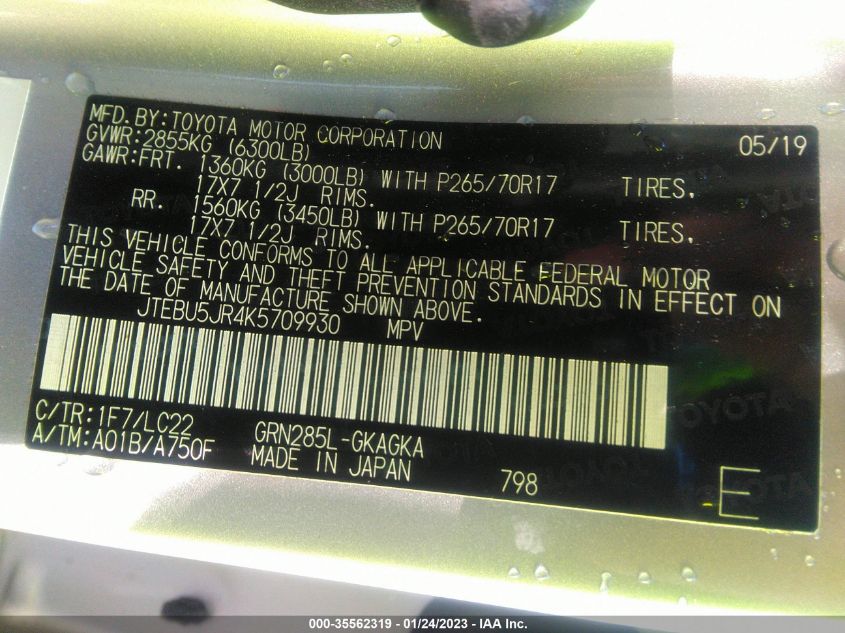 MFD.BY:TOYOTA MOTOR CORPORATION 05/19
GVWR:2855KG (6300LB)
GAWR:FRT. 1360KG (3000LB) WITH P265/70R17 TIRES,
17X7 1/2J RIMS.
RR. 1560KG (3450LB) WITH P265/70R17 TIRES,
17X7 1/2J RIMS.
THIS VEHICLE CONFORMS TO ALL APPLICABLE FEDERAL MOTOR
VEHICLE SAFETY AND THEFT PREVENTION STANDARDS IN EFFECT ON
THE DATE OF MANUFACTURE SHOWN ABOVE.
JTEBU5JR4K5709930 MPV
C/TR:1F7/LC22 GRN285L-GKAGKA
A/TM:A01B/A750F MADE IN JAPAN 798 E
TOYOTA
TOYOTA
TOYOTA
000-35562319 | 01/24/2023 - IAA Inc.